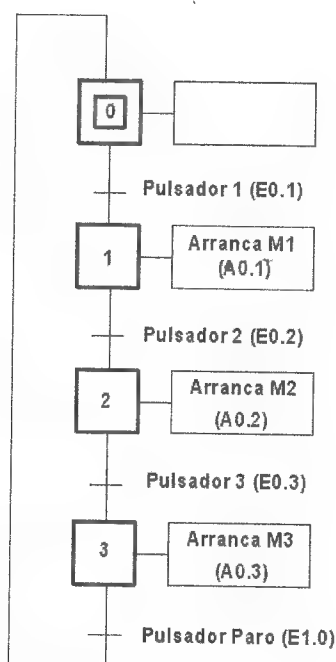 0
Pulsador 1 (E0.1)
1
Arranca M1
(A0.1)
Pulsador 2 (E0.2)
2
Arranca M2
(A0.2)
Pulsador 3 (E0.3)
3
Arranca M3
(A0.3)
Pulsador Paro (E1.0)